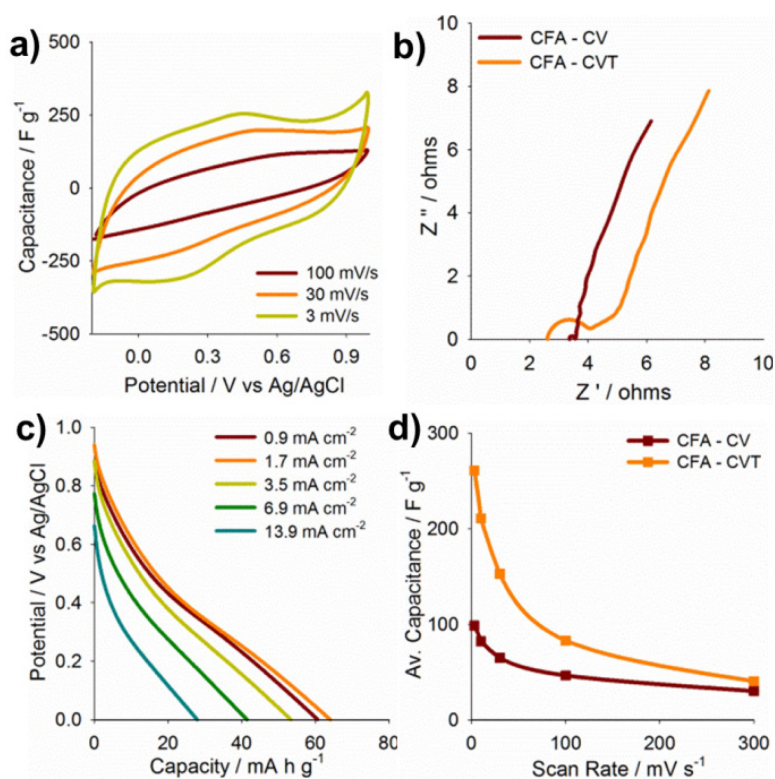 a)
500
250
0
-250
-500
Capacitance / F g⁻¹
100 mV/s
30 mV/s
3 mV/s
0.0 0.3 0.6 0.9
Potential / V vs Ag/AgCl
b)
CFA - CV
CFA - CVT
10
8
6
4
2
0
Z " / ohms
0 2 4 6 8 10
Z ' / ohms
c)
0.9 mA cm⁻²
1.7 mA cm⁻²
3.5 mA cm⁻²
6.9 mA cm⁻²
13.9 mA cm⁻²
1.0
0.8
0.6
0.4
0.2
0.0
Potential / V vs Ag/AgCl
0 20 40 60 80
Capacity / mA h g⁻¹
d)
CFA - CV
CFA - CVT
300
200
100
0
Av. Capacitance / F g⁻¹
0 100 200 300
Scan Rate / mV s⁻¹